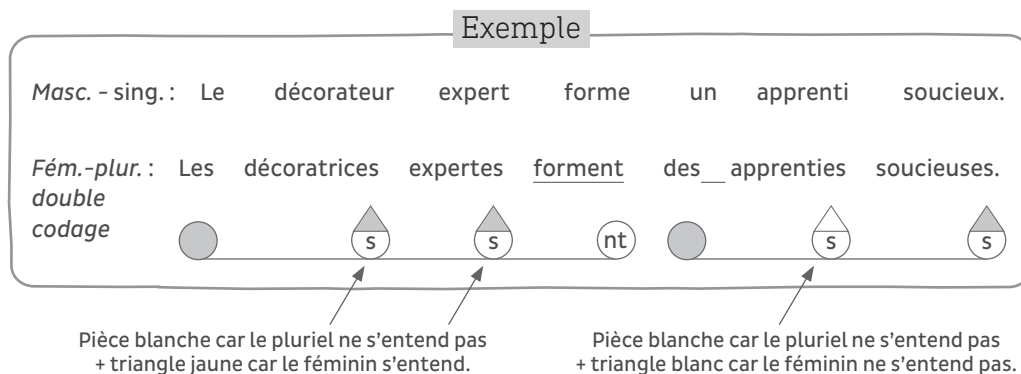 Exemple
Masc. - sing. : Le décorateur expert forme un apprenti soucieux.
Fém.-plur. : Les décoratrices expertes forment des__apprenties soucieuses.
double
codage
s s nt s s
Pièce blanche car le pluriel ne s'entend pas
+ triangle jaune car le féminin s'entend.
Pièce blanche car le pluriel ne s'entend pas
+ triangle blanc car le féminin ne s'entend pas.